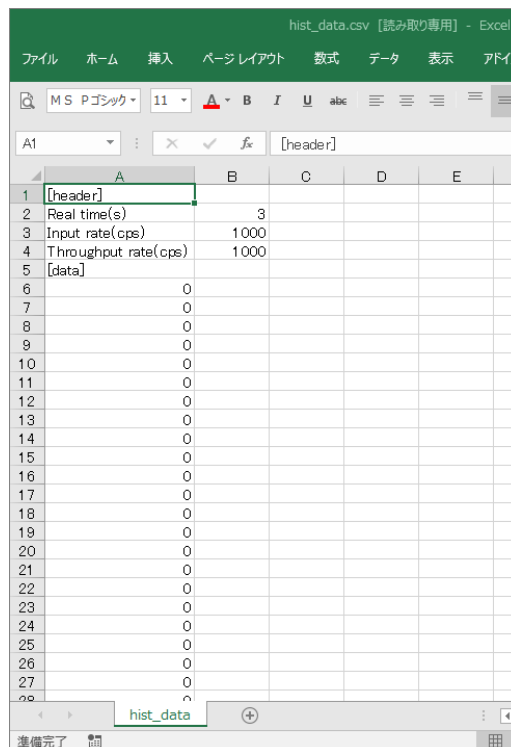 hist_data.csv [読み取り専用] - Excel
ファイル ホーム 挿入 ページ レイアウト 数式 データ 表示 アドイ
MS Pゴシック 11 A B I U abc
A1 fx [header]
A B C D E
1 [header]
2 Real time(s) 3
3 Input rate(cps) 1000
4 Throughput rate(cps) 1000
5 [data]
6 0
7 0
8 0
9 0
10 0
11 0
12 0
13 0
14 0
15 0
16 0
17 0
18 0
19 0
20 0
21 0
22 0
23 0
24 0
25 0
26 0
27 0
28 0
hist_data
準備完了